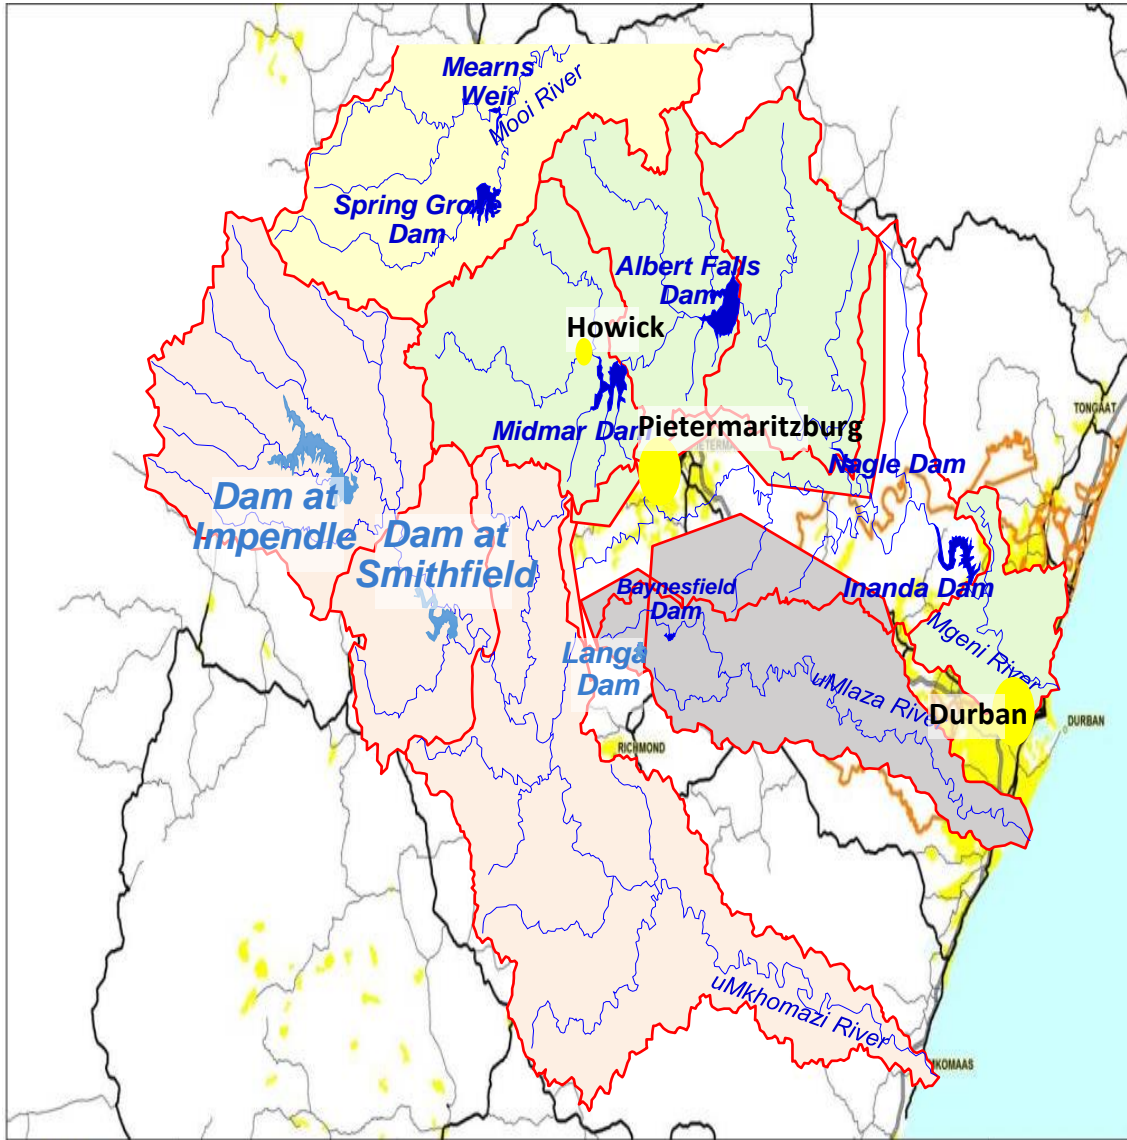 Mearns
Weir
Mooi River
Spring Grove
Dam
Albert Falls
Dam
Howick
Midmar Dam
Pietermaritzburg
TONGAAT
Nagle Dam
Dam at
Impendle
Dam at
Smithfield
Baynesfield
Dam
Inanda Dam
Mgeni River
Langa
Dam
uMlaza River
Durban
DURBAN
RICHMOND
uMkhomazi River
MKOMAAS